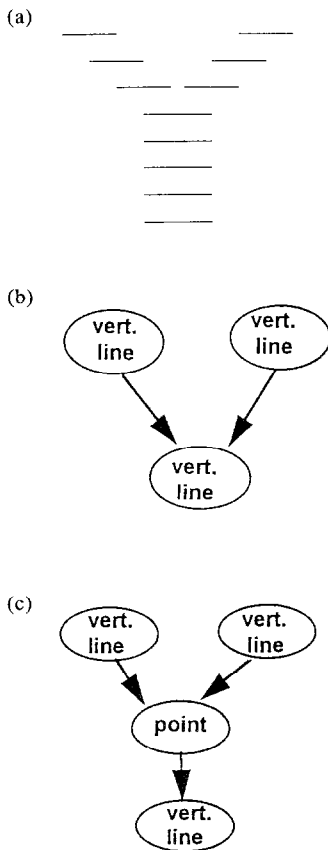 (a)
(b)
vert.
line
vert.
line
vert.
line
(c)
vert.
line
vert.
line
point
vert.
line